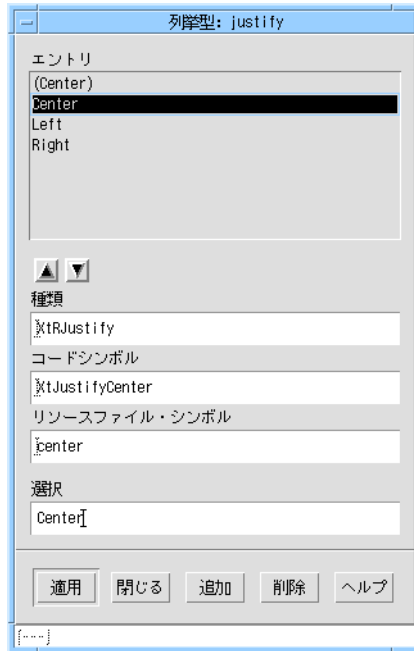 列挙型: justify
エントリ
(Center)
Center
Left
Right
種類
XtRJustify
コードシンボル
XtJustifyCenter
リソースファイル・シンボル
center
選択
Center
適用 閉じる 追加 削除 ヘルプ
[---]